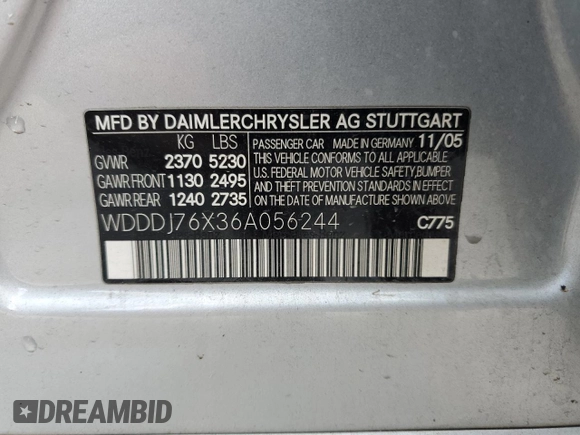 MFD BY DAIMLERCHRYSLER AG STUTTGART
KG LBS
GVWR 2370 5230
GAWR FRONT 1130 2495
GAWR REAR 1240 2735
PASSENGER CAR MADE IN GERMANY 11/05
THIS VEHICLE CONFORMS TO ALL APPLICABLE
U.S. FEDERAL MOTOR VEHICLE SAFETY, BUMPER
AND THEFT PREVENTION STANDARDS IN EFFECT
ON THE DATE OF MANUFACTURE SHOWN ABOVE
WDDDJ76X36A056244
C775
DREAMBID